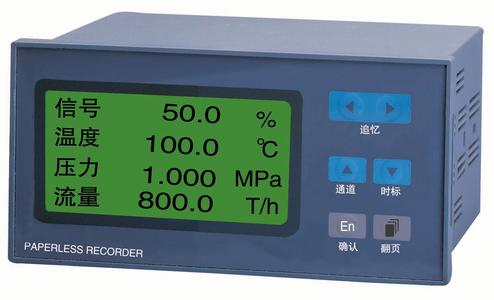 信号 50.0 %
温度 100.0 ℃
压力 1.000 MPa
流量 800.0 T/h
追忆
通道 时标
En
确认 翻页
PAPERLESS RECORDER